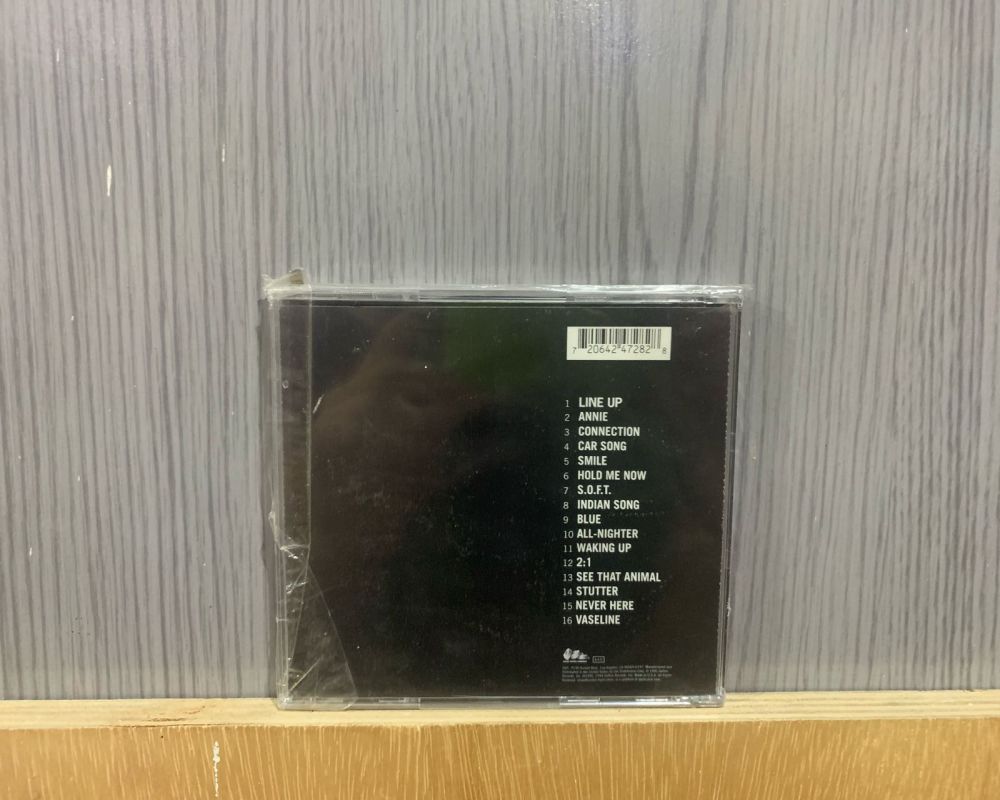 7 20642 47282 8
1 LINE UP
2 ANNIE
3 CONNECTION
4 CAR SONG
5 SMILE
6 HOLD ME NOW
7 S.O.F.T.
8 INDIAN SONG
9 BLUE
10 ALL-NIGHTER
11 WAKING UP
12 2:1
13 SEE THAT ANIMAL
14 STUTTER
15 NEVER HERE
16 VASELINE